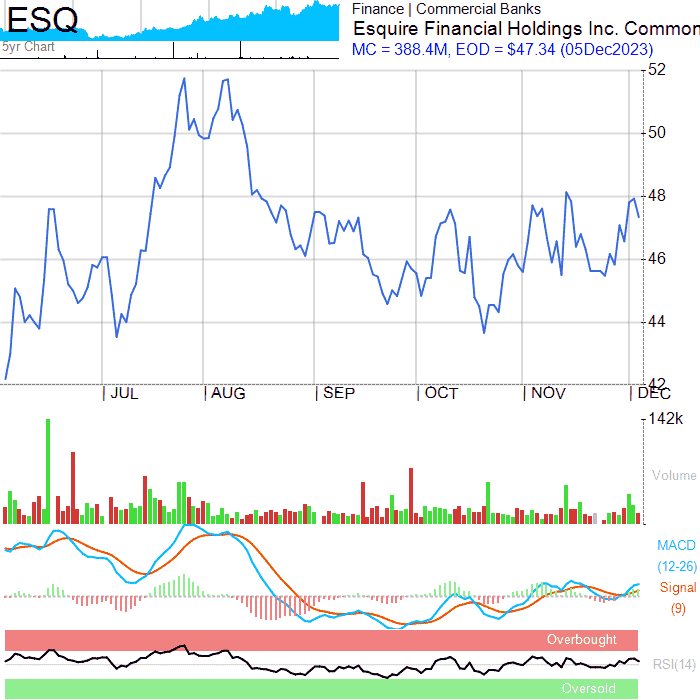 ESQ
5yr Chart
Finance | Commercial Banks
Esquire Financial Holdings Inc. Common
MC = 388.4M, EOD = $47.34 (05Dec2023)
52
50
48
46
44
42
JUL AUG SEP OCT NOV DEC
142k
Volume
MACD
(12-26)
Signal
(9)
Overbought
RSI(14)
Oversold